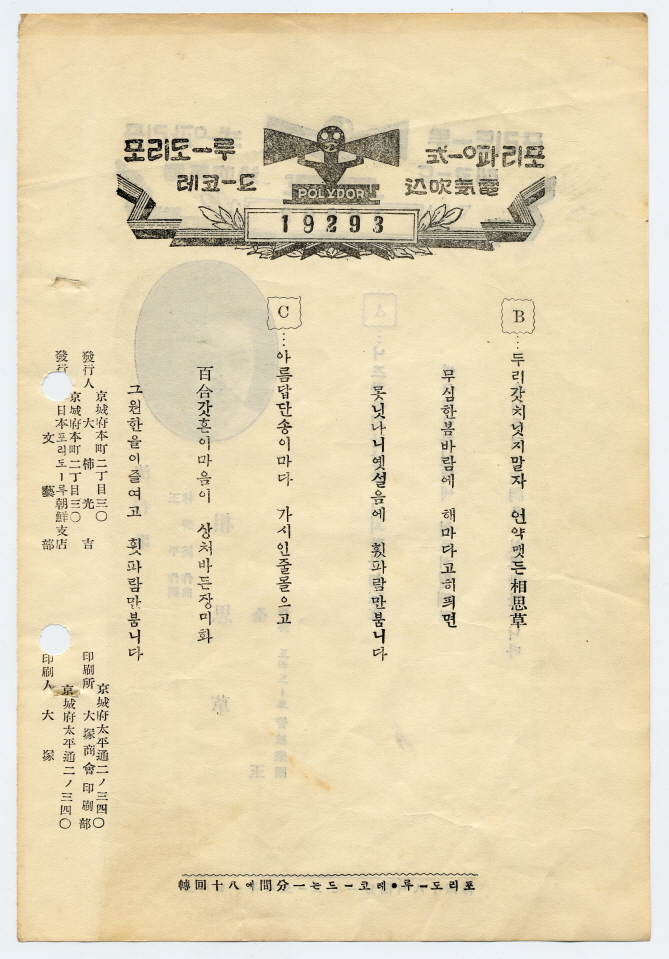 포리도ー루
레코ー드
電氣吹込
POLYDOR
19293
B…두리갓치닛지말자 언약맷든相思草
무심한봄바람에 해마다고히픠면
못닛나니옛설음에 휫파람만붑니다
C…아름답단송이마다 가시인줄몰으고
百合갓흔이마음이 상처바든장미화
그원한을이즐여고 휫파람만붑니다
京城府本町二丁目三〇
發行人 大柿光吉
京城府本町二丁目三〇
發行 日本포리도ー루朝鮮支店
文藝部
京城府太平通二ノ三四〇
印刷所 大塚商會印刷部
京城府太平通二ノ三四〇
印刷人 大塚
포리도ー루•레코ー드는一分間에八十回轉